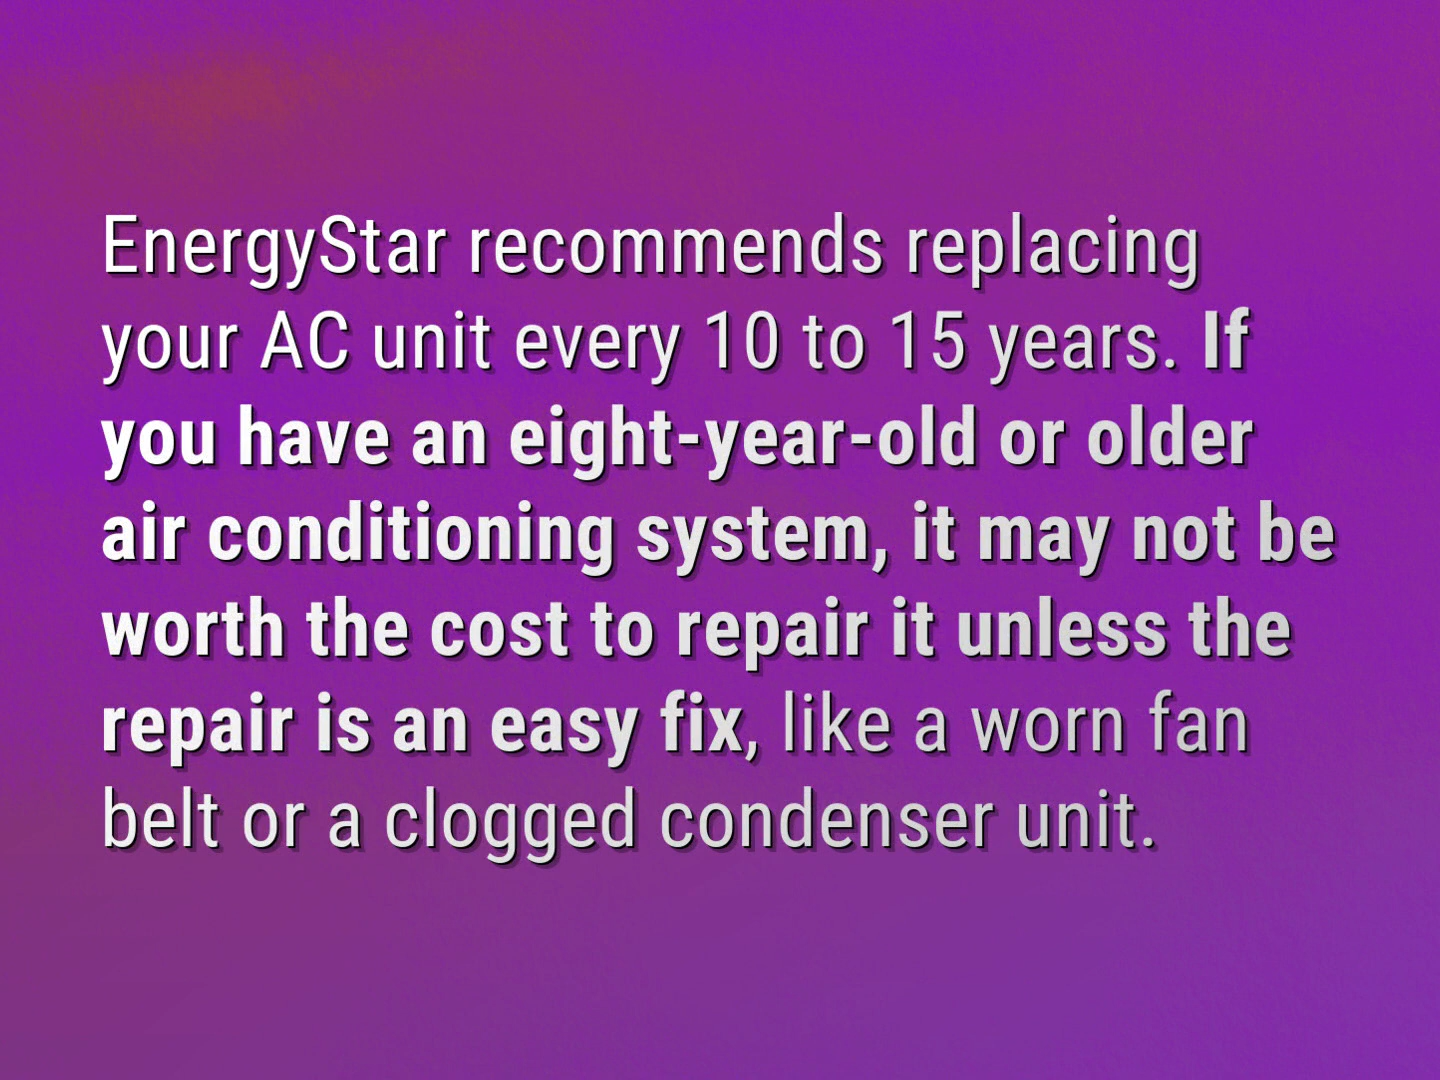 EnergyStar recommends replacing
your AC unit every 10 to 15 years. If
you have an eight-year-old or older
air conditioning system, it may not be
worth the cost to repair it unless the
repair is an easy fix, like a worn fan
belt or a clogged condenser unit.